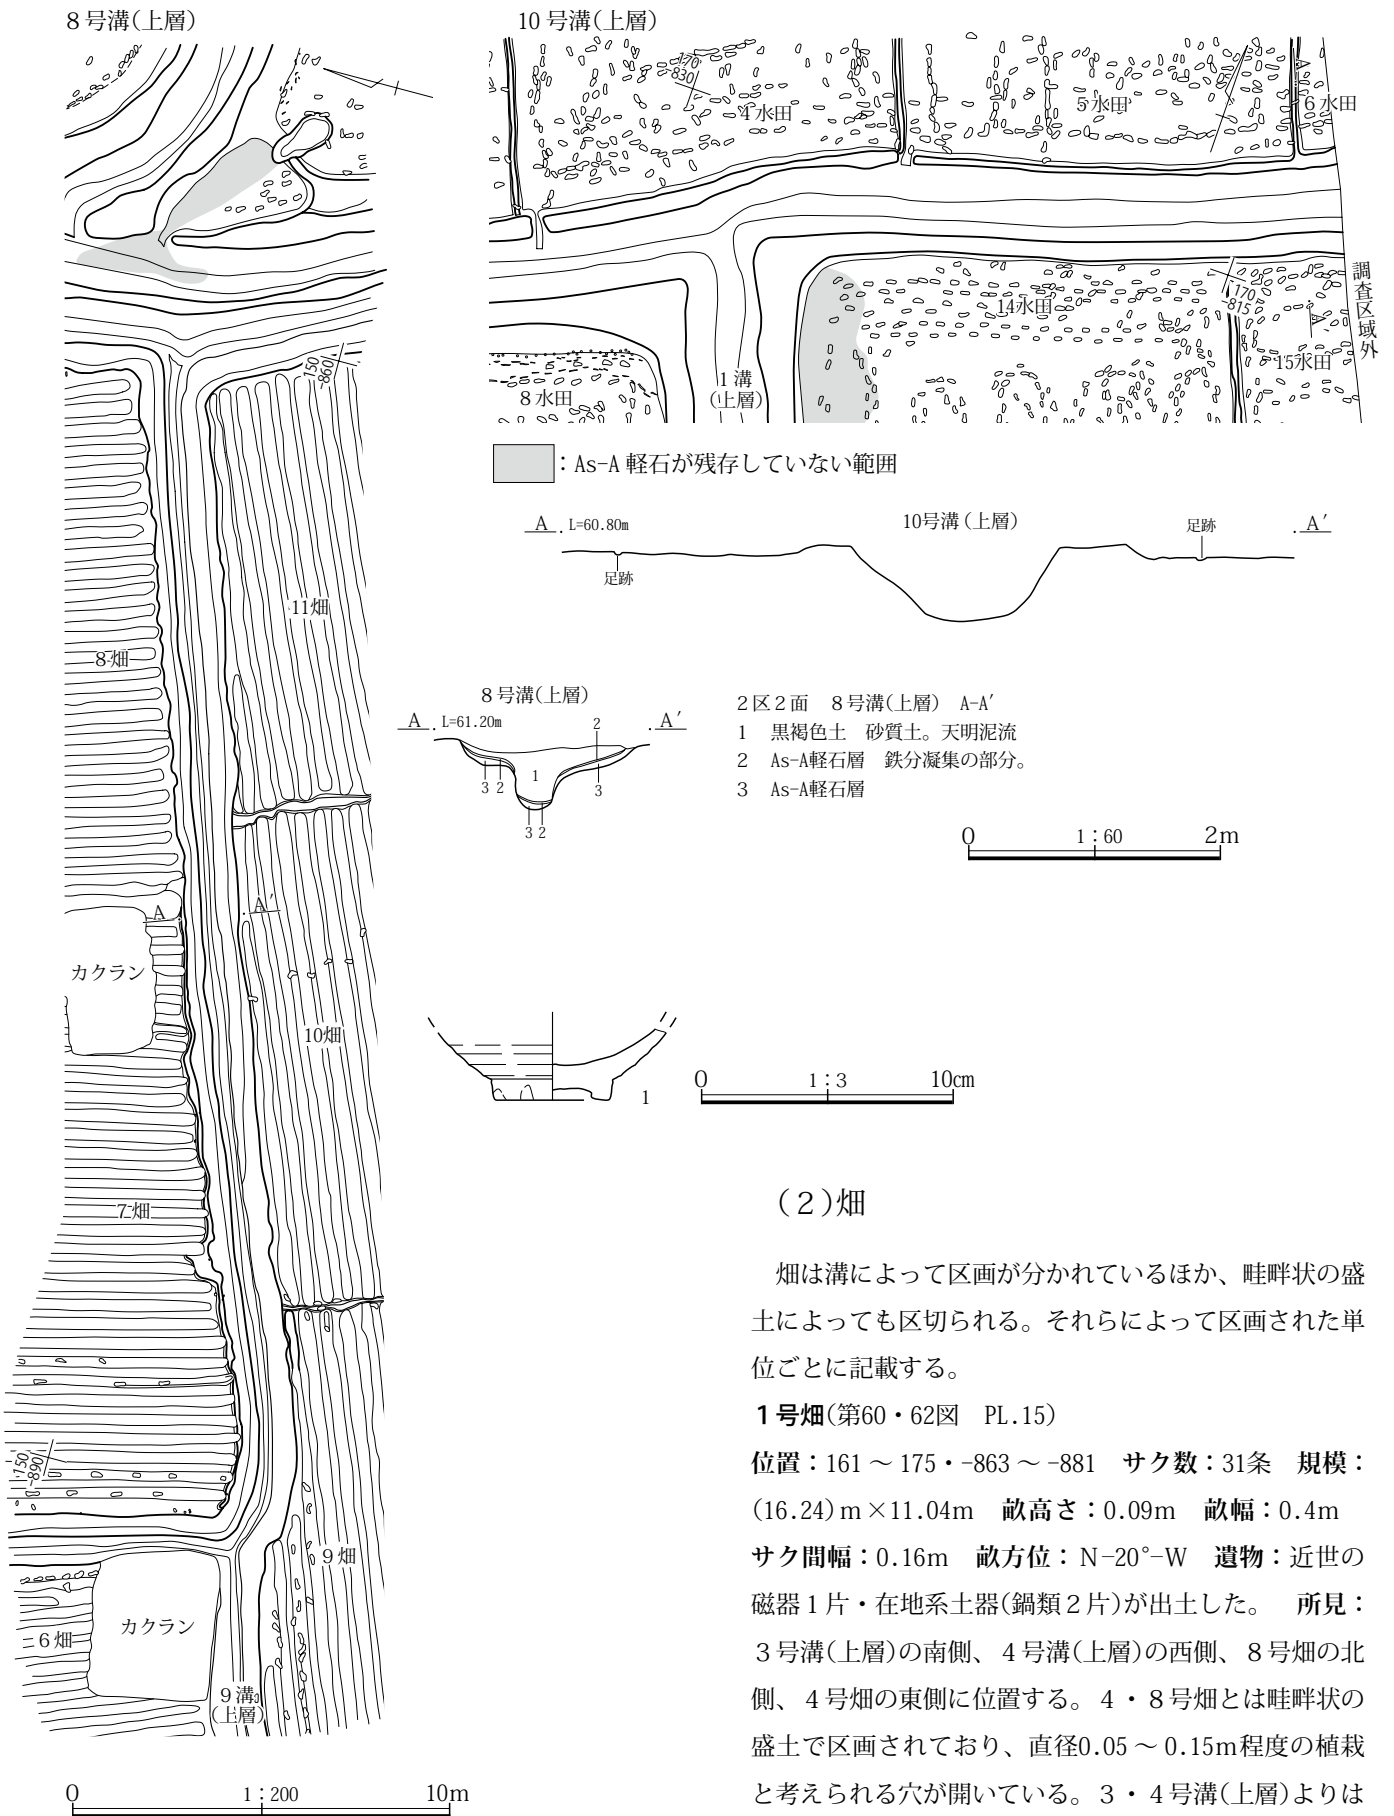 ８号溝(上層)
10 号溝(上層)
170
-830
４水田
５水田
A
６水田
調査区域外
14水田
170
-815
A′
15水田
８水田
１溝
(上層)
：As-A 軽石が残存していない範囲
150
-860
11畑
８畑
A
A′
カクラン
10畑
７畑
150
-890
９畑
カクラン
６畑
９溝
(上層)
0　1：200　10m
A　L=60.80m　10号溝(上層)　足跡　A′
足跡
８号溝(上層)
A　L=61.20m　2　A′
1
3 2　3
3 2
２区２面　８号溝(上層)　A-A′
1　黒褐色土　砂質土。天明泥流
2　As-A軽石層　鉄分凝集の部分。
3　As-A軽石層
0　1：60　2m
1
0　1：3　10cm
(２)畑
畑は溝によって区画が分かれているほか、畦畔状の盛
土によっても区切られる。それらによって区画された単
位ごとに記載する。
１号畑(第60・62図　PL.15)
位置：161 ～ 175・-863 ～ -881　サク数：31条　規模：
(16.24)ｍ×11.04m　畝高さ：0.09m　畝幅：0.4m
サク間幅：0.16m　畝方位：Ｎ-20°-W　遺物：近世の
磁器１片・在地系土器(鍋類２片)が出土した。　所見：
３号溝(上層)の南側、４号溝(上層)の西側、８号畑の北
側、４号畑の東側に位置する。４・８号畑とは畦畔状の
盛土で区画されており、直径0.05 ～ 0.15m程度の植栽
と考えられる穴が開いている。３・４号溝(上層)よりは